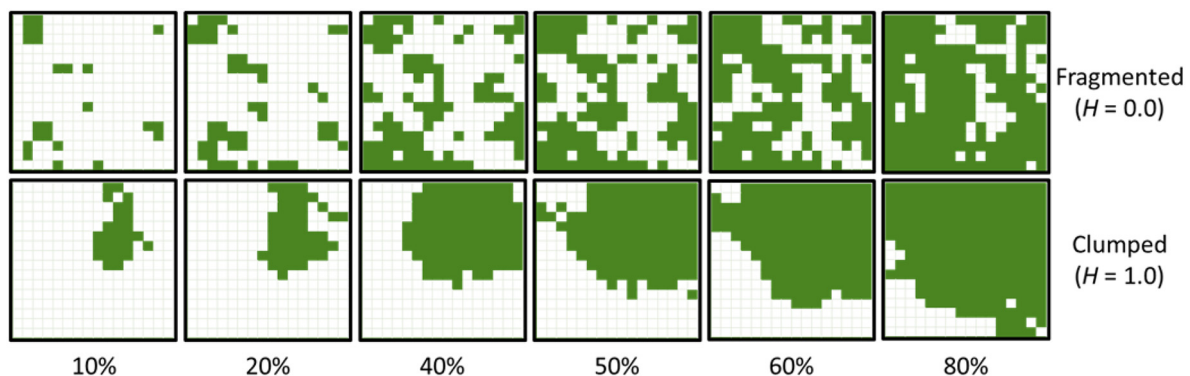 Fragmented
(H = 0.0)
Clumped
(H = 1.0)
10% 20% 40% 50% 60% 80%